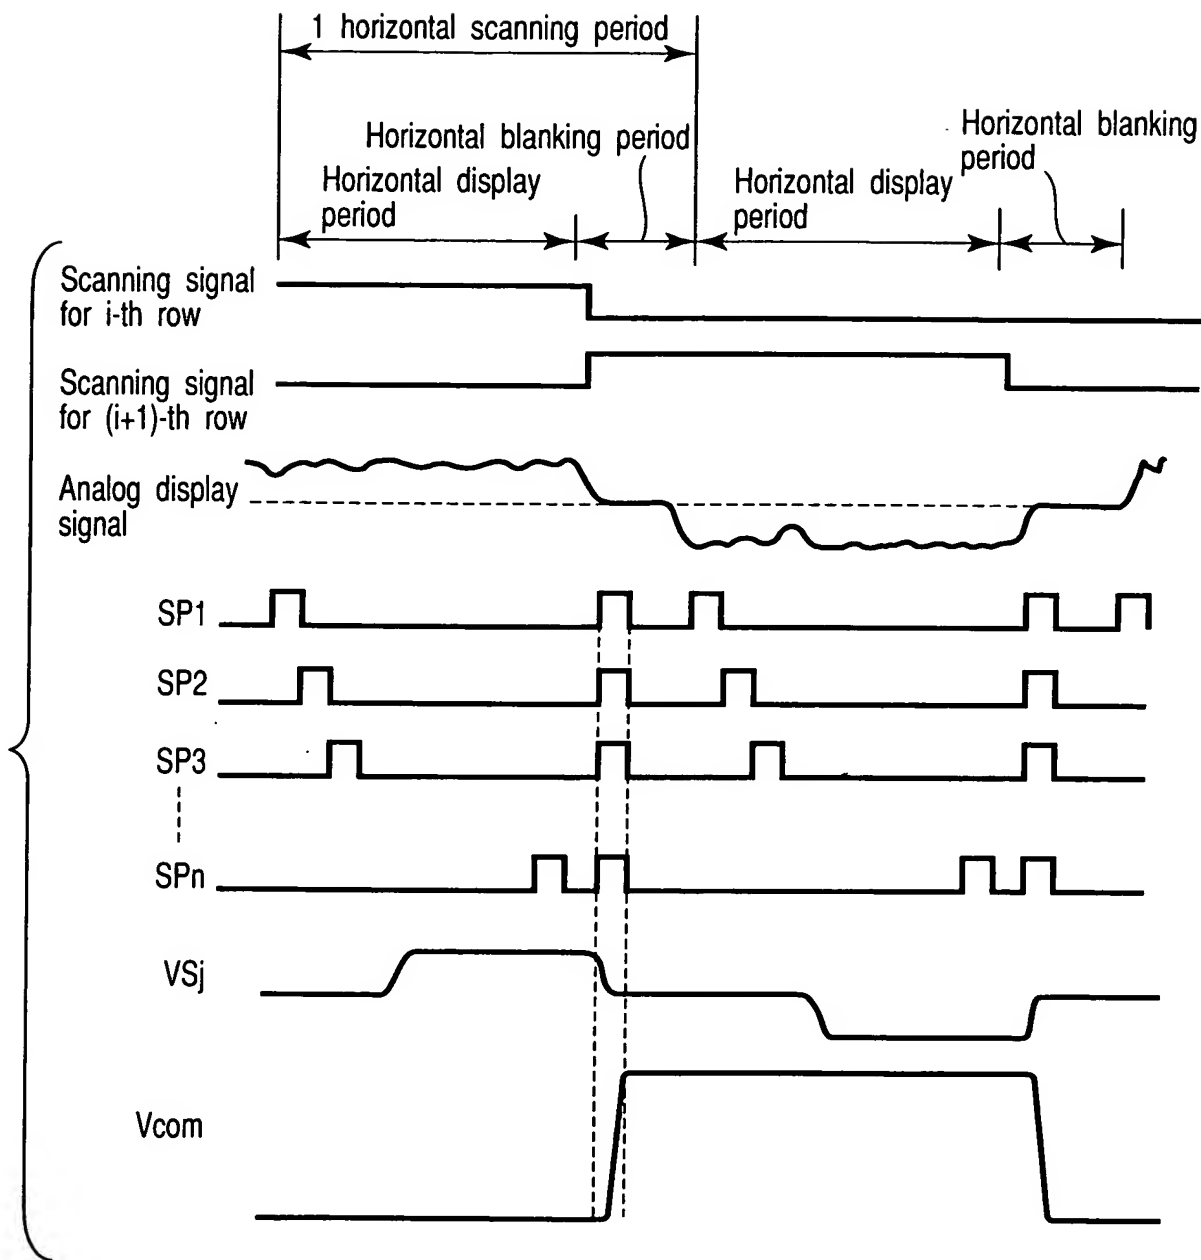 1 horizontal scanning period
Horizontal blanking period
Horizontal display
period
Horizontal display
period
Horizontal blanking
period
Scanning signal
for i-th row
Scanning signal
for (i+1)-th row
Analog display
signal
SP1
SP2
SP3
SPn
VSj
Vcom